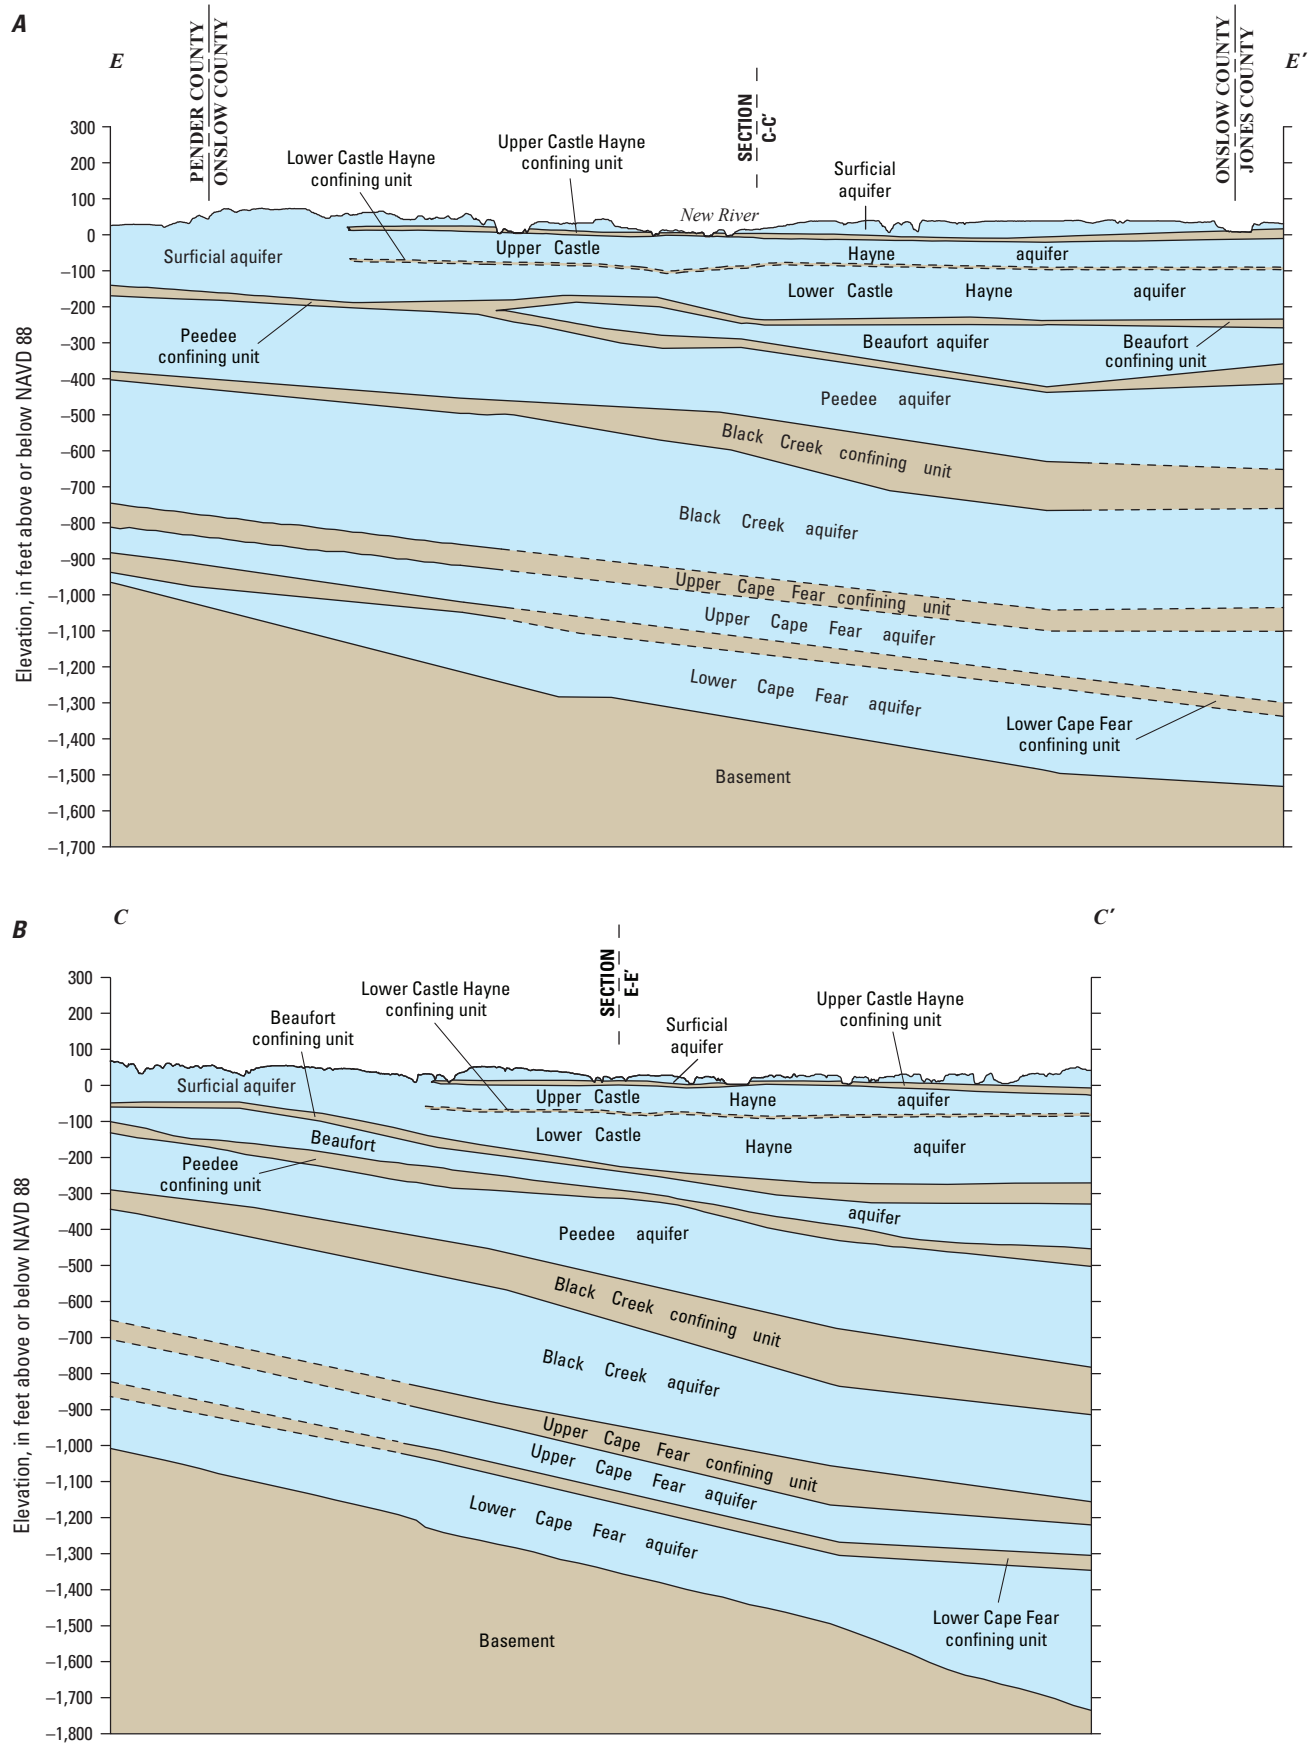 A
E
E′
PENDER COUNTY
ONSLOW COUNTY
SECTION
C-C′
ONSLOW COUNTY
JONES COUNTY
Elevation, in feet above or below NAVD 88
300
200
100
0
−100
−200
−300
−400
−500
−600
−700
−800
−900
−1,000
−1,100
−1,200
−1,300
−1,400
−1,500
−1,600
−1,700
Lower Castle Hayne
confining unit
Upper Castle Hayne
confining unit
Surficial
aquifer
New River
Surficial aquifer
Upper Castle Hayne aquifer
Lower Castle Hayne aquifer
Peedee
confining unit
Beaufort aquifer
Beaufort
confining unit
Peedee aquifer
Black Creek confining unit
Black Creek aquifer
Upper Cape Fear confining unit
Upper Cape Fear aquifer
Lower Cape Fear aquifer
Lower Cape Fear
confining unit
Basement
B
C
C′
SECTION
E-E′
Elevation, in feet above or below NAVD 88
300
200
100
0
−100
−200
−300
−400
−500
−600
−700
−800
−900
−1,000
−1,100
−1,200
−1,300
−1,400
−1,500
−1,600
−1,700
−1,800
Beaufort
confining unit
Lower Castle Hayne
confining unit
Surficial
aquifer
Upper Castle Hayne
confining unit
Surficial aquifer
Upper Castle Hayne aquifer
Lower Castle Hayne aquifer
Beaufort aquifer
Peedee
confining unit
Peedee aquifer
Black Creek confining unit
Black Creek aquifer
Upper Cape Fear confining unit
Upper Cape Fear aquifer
Lower Cape Fear aquifer
Lower Cape Fear
confining unit
Basement